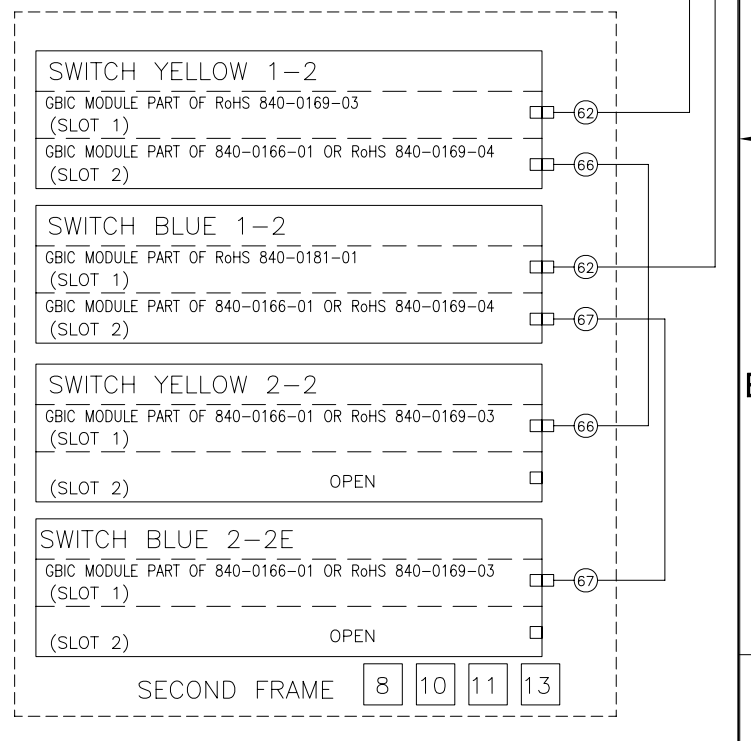 SWITCH YELLOW 1-2
GBIC MODULE PART OF RoHS 840-0169-03
(SLOT 1)
62
GBIC MODULE PART OF 840-0166-01 OR RoHS 840-0169-04
(SLOT 2)
66
SWITCH BLUE 1-2
GBIC MODULE PART OF RoHS 840-0181-01
(SLOT 1)
62
GBIC MODULE PART OF 840-0166-01 OR RoHS 840-0169-04
(SLOT 2)
67
SWITCH YELLOW 2-2
GBIC MODULE PART OF 840-0166-01 OR RoHS 840-0169-03
(SLOT 1)
66
(SLOT 2) OPEN
SWITCH BLUE 2-2E
GBIC MODULE PART OF 840-0166-01 OR RoHS 840-0169-03
(SLOT 1)
67
(SLOT 2) OPEN
SECOND FRAME 8 10 11 13